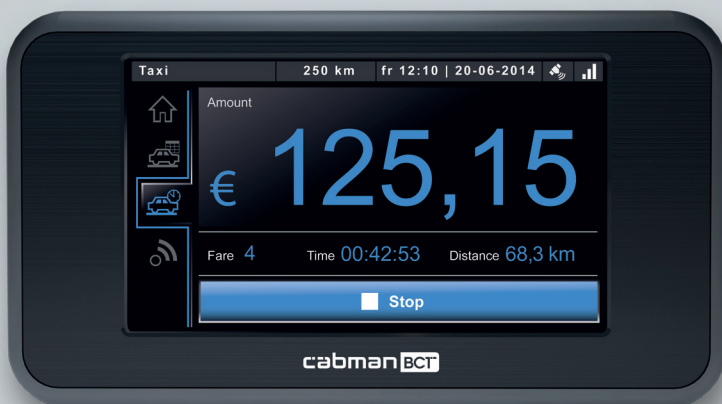 Taxi 250 km fr 12:10 | 20-06-2014
Amount
€ 125,15
Fare 4 Time 00:42:53 Distance 68,3 km
Stop
cabman BCT